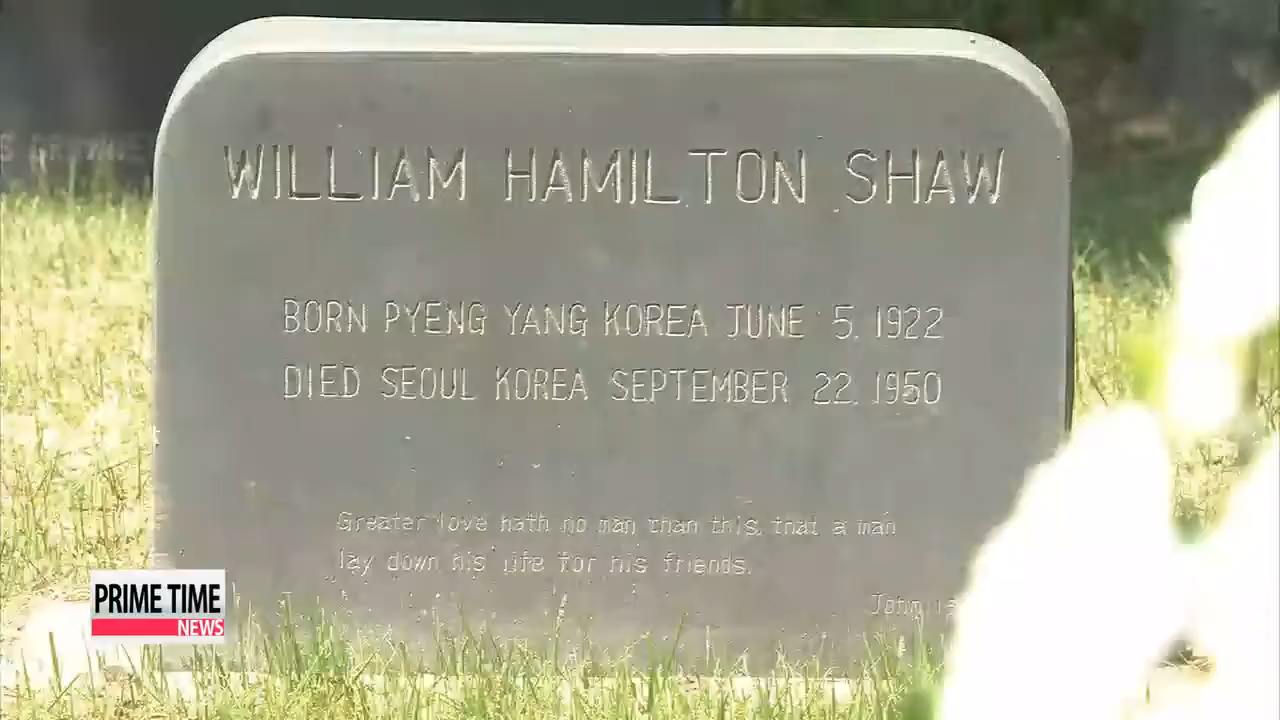 WILLIAM HAMILTON SHAW
BORN PYENG YANG KOREA JUNE 5, 1922
DIED SEOUL KOREA SEPTEMBER 22, 1950
Greater love hath no man than this, that a man
lay down his life for his friends.
John
PRIME TIME
NEWS